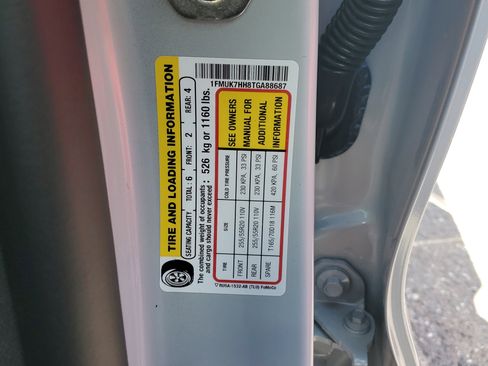 1FMUK7HH8TGA88687
TIRE AND LOADING INFORMATION
SEATING CAPACITY TOTAL: 6 FRONT: 2 REAR: 4
The combined weight of occupants
and cargo should never exceed : 526 kg or 1160 lbs.
TIRE SIZE COLD TIRE PRESSURE
FRONT 255/55R20 110V 230 KPA, 33 PSI
REAR 255/55R20 110V 230 KPA, 33 PSI
SPARE T165/70D18 116M 420 KPA, 60 PSI
SEE OWNERS
MANUAL FOR
ADDITIONAL
INFORMATION